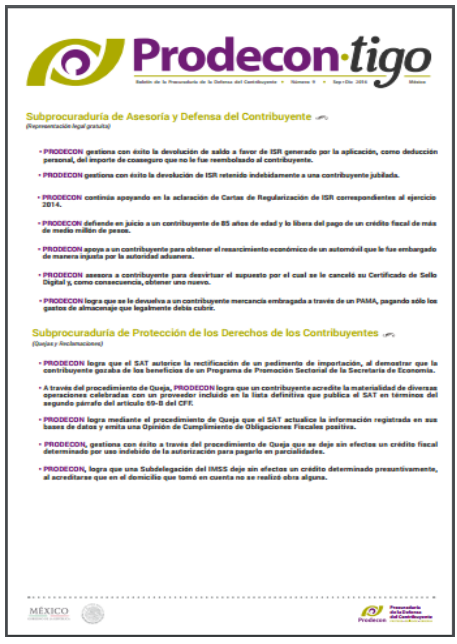 Prodecon·tigo
Boletín de la Procuraduría de la Defensa del Contribuyente • Número 9 • Sep-Dic 2016 México
Subprocuraduría de Asesoría y Defensa del Contribuyente
(Representación legal gratuita)
• PRODECON gestiona con éxito la devolución de saldo a favor de ISR generado por la aplicación, como deducción
personal, del importe de coaseguro que no le fue reembolsado al contribuyente.
• PRODECON gestiona con éxito la devolución de ISR retenido indebidamente a una contribuyente jubilada.
• PRODECON continúa apoyando en la aclaración de Cartas de Regularización de ISR correspondientes al ejercicio
2014.
• PRODECON defiende en juicio a un contribuyente de 85 años de edad y lo libera del pago de un crédito fiscal de más
de medio millón de pesos.
• PRODECON apoya a un contribuyente para obtener el resarcimiento económico de un automóvil que le fue embargado
de manera injusta por la autoridad aduanera.
• PRODECON asesora a contribuyente para desvirtuar el supuesto por el cual se le canceló su Certificado de Sello
Digital y, como consecuencia, obtener uno nuevo.
• PRODECON logra que se le devuelva a un contribuyente mercancía embragada a través de un PAMA, pagando sólo los
gastos de almacenaje que legalmente debía cubrir.
Subprocuraduría de Protección de los Derechos de los Contribuyentes
(Quejas y Reclamaciones)
• PRODECON logra que el SAT autorice la rectificación de un pedimento de importación, al demostrar que la
contribuyente gozaba de los beneficios de un Programa de Promoción Sectorial de la Secretaría de Economía.
• A través del procedimiento de Queja, PRODECON logra que un contribuyente acredite la materialidad de diversas
operaciones celebradas con un proveedor incluido en la lista definitiva que publica el SAT en términos del
segundo párrafo del artículo 69-B del CFF.
• PRODECON logra mediante el procedimiento de Queja que el SAT actualice la información registrada en sus
bases de datos y emita una Opinión de Cumplimiento de Obligaciones Fiscales positiva.
• PRODECON, gestiona con éxito a través del procedimiento de Queja que se deje sin efectos un crédito fiscal
determinado por uso indebido de la autorización para pagarlo en parcialidades.
• PRODECON, logra que una Subdelegación del IMSS deje sin efectos un crédito determinado presuntivamente,
al acreditarse que en el domicilio que tomó en cuenta no se realizó obra alguna.
MÉXICO
Prodecon
Procuraduría
de la Defensa
del Contribuyente